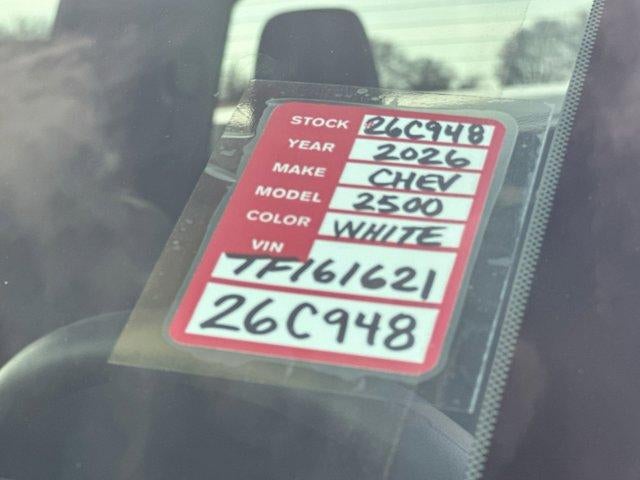 STOCK 26C948
YEAR 2026
MAKE CHEV
MODEL 2500
COLOR WHITE
VIN
TF161621
26C948